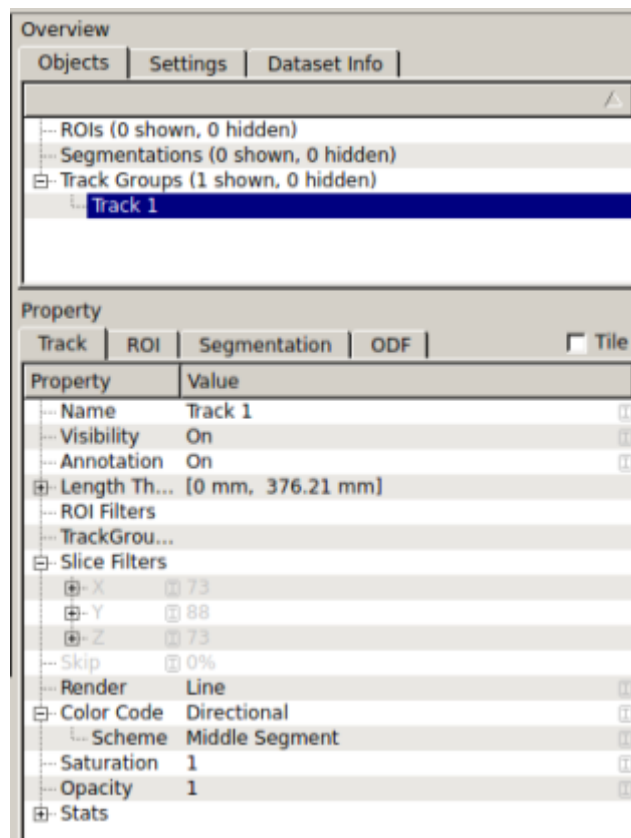 Overview
Objects Settings Dataset Info
ROIs (0 shown, 0 hidden)
Segmentations (0 shown, 0 hidden)
Track Groups (1 shown, 0 hidden)
Track 1
Property
Track ROI Segmentation ODF Tile
Property Value
Name Track 1
Visibility On
Annotation On
Length Th... [0 mm, 376.21 mm]
ROI Filters
TrackGrou...
Slice Filters
X 73
Y 88
Z 73
Skip 0%
Render Line
Color Code Directional
Scheme Middle Segment
Saturation 1
Opacity 1
Stats